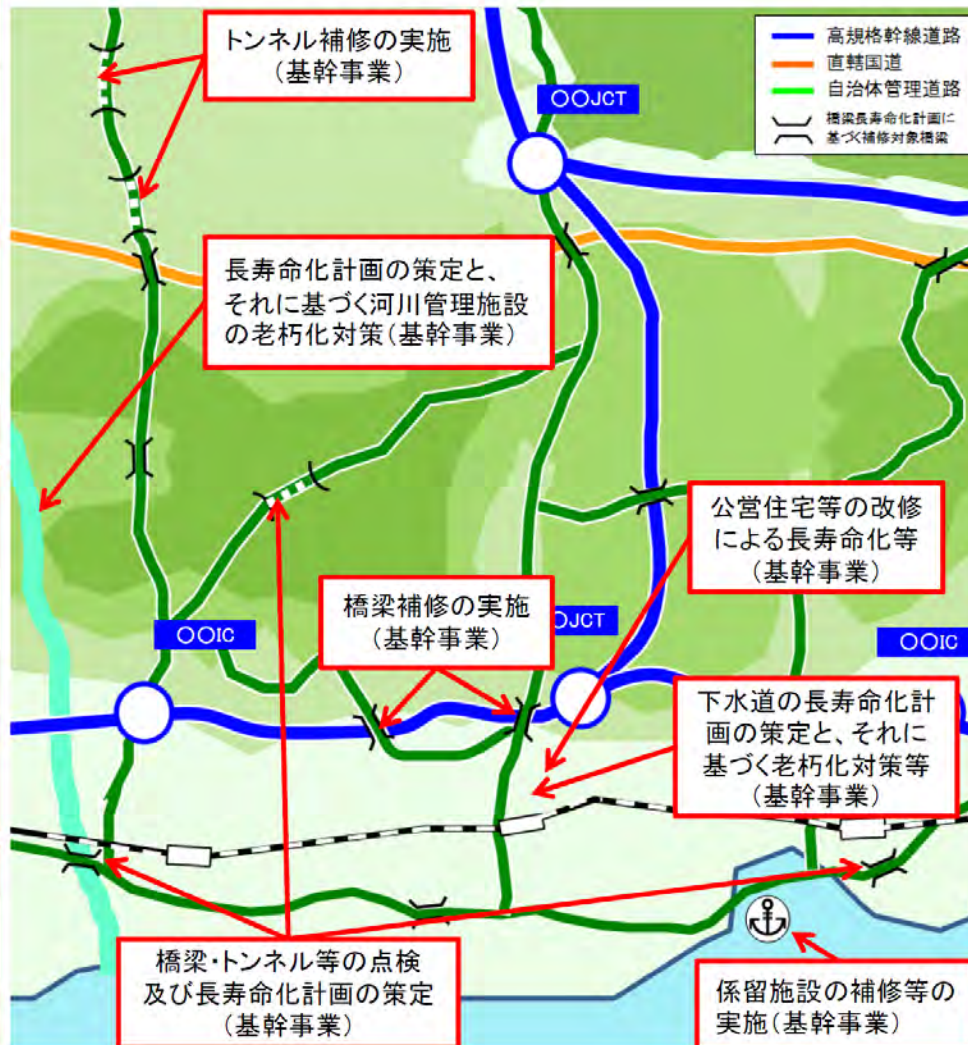 トンネル補修の実施
(基幹事業)
高規格幹線道路
直轄国道
自治体管理道路
橋梁長寿命化計画に
基づく補修対象橋梁
○○JCT
長寿命化計画の策定と、
それに基づく河川管理施設
の老朽化対策(基幹事業)
公営住宅等の改修
による長寿命化等
(基幹事業)
橋梁補修の実施
(基幹事業)
○○IC
○JCT
○○IC
下水道の長寿命化計
画の策定と、それに
基づく老朽化対策等
(基幹事業)
橋梁・トンネル等の点検
及び長寿命化計画の策定
(基幹事業)
係留施設の補修等の
実施(基幹事業)